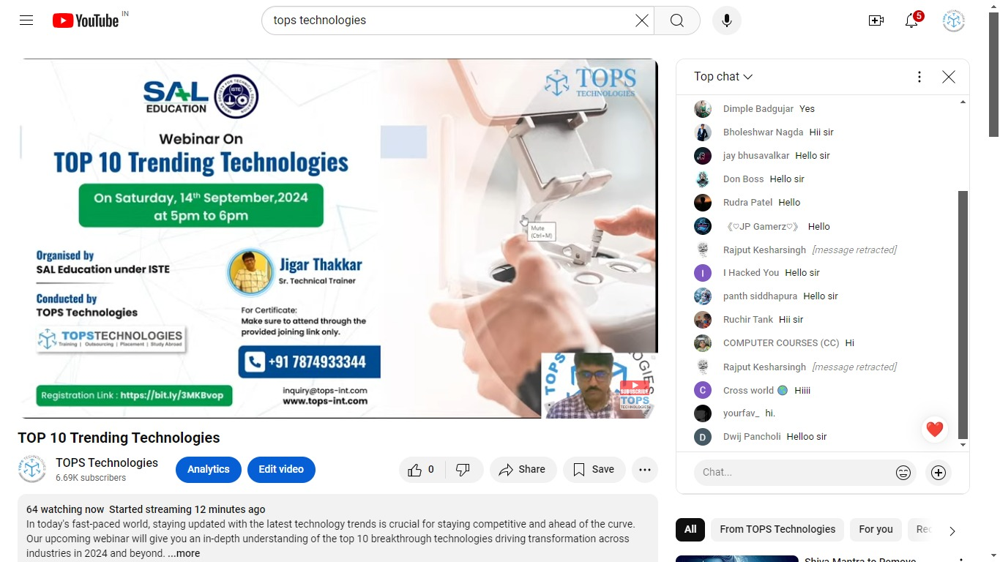 YouTube
IN
tops technologies
5
SAL
EDUCATION
ISTE
TOPS
TECHNOLOGIES
Webinar On
TOP 10 Trending Technologies
On Saturday, 14th September,2024
at 5pm to 6pm
Organised by
SAL Education under ISTE
Conducted by
TOPS Technologies
TOPSTECHNOLOGIES
Training | Outsourcing | Placement | Study Abroad
Jigar Thakkar
Sr. Technical Trainer
For Certificate:
Make sure to attend through the
provided joining link only.
+91 7874933344
Registration Link : https://bit.ly/3MKBvop
inquiry@tops-int.com
www.tops-int.com
Mute
(Ctrl+M)
TOPS
SUBSCRIBE
TOPS
TECHNOLOGIES
TOP 10 Trending Technologies
TOPS Technologies
6.69K subscribers
Analytics
Edit video
0
Share
Save
64 watching now Started streaming 12 minutes ago
In today's fast-paced world, staying updated with the latest technology trends is crucial for staying competitive and ahead of the curve.
Our upcoming webinar will give you an in-depth understanding of the top 10 breakthrough technologies driving transformation across
industries in 2024 and beyond. ...more
Top chat
Dimple Badgujar Yes
Bholeshwar Nagda Hii sir
jay bhusavalkar Hello sir
Don Boss Hello sir
Rudra Patel Hello
《♡JP Gamerz♡》 Hello
Rajput Kesharsingh [message retracted]
I Hacked You Hello sir
panth siddhapura Hello sir
Ruchir Tank Hii sir
COMPUTER COURSES (CC) Hi
Rajput Kesharsingh [message retracted]
Cross world 🌍 Hiiii
yourfav_ hi.
Dwij Pancholi Helloo sir
Chat...
All
From TOPS Technologies
For you
Shiva Mantra to Remove